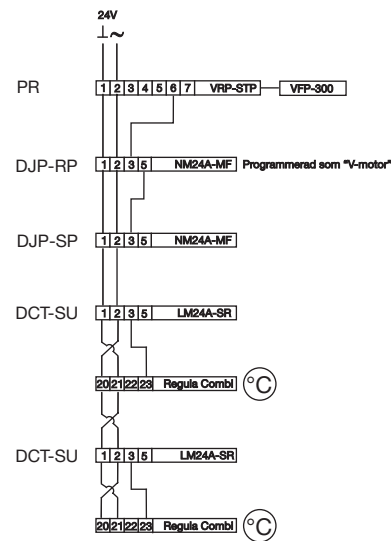 24V
⊥ ~
PR 1 2 3 4 5 6 7 VRP-STP VFP-300
DJP-RP 1 2 3 5 NM24A-MF Programmerad som "V-motor"
DJP-SP 1 2 3 5 NM24A-MF
DCT-SU 1 2 3 5 LM24A-SR
20 21 22 23 Regula Combi °C
DCT-SU 1 2 3 5 LM24A-SR
20 21 22 23 Regula Combi °C